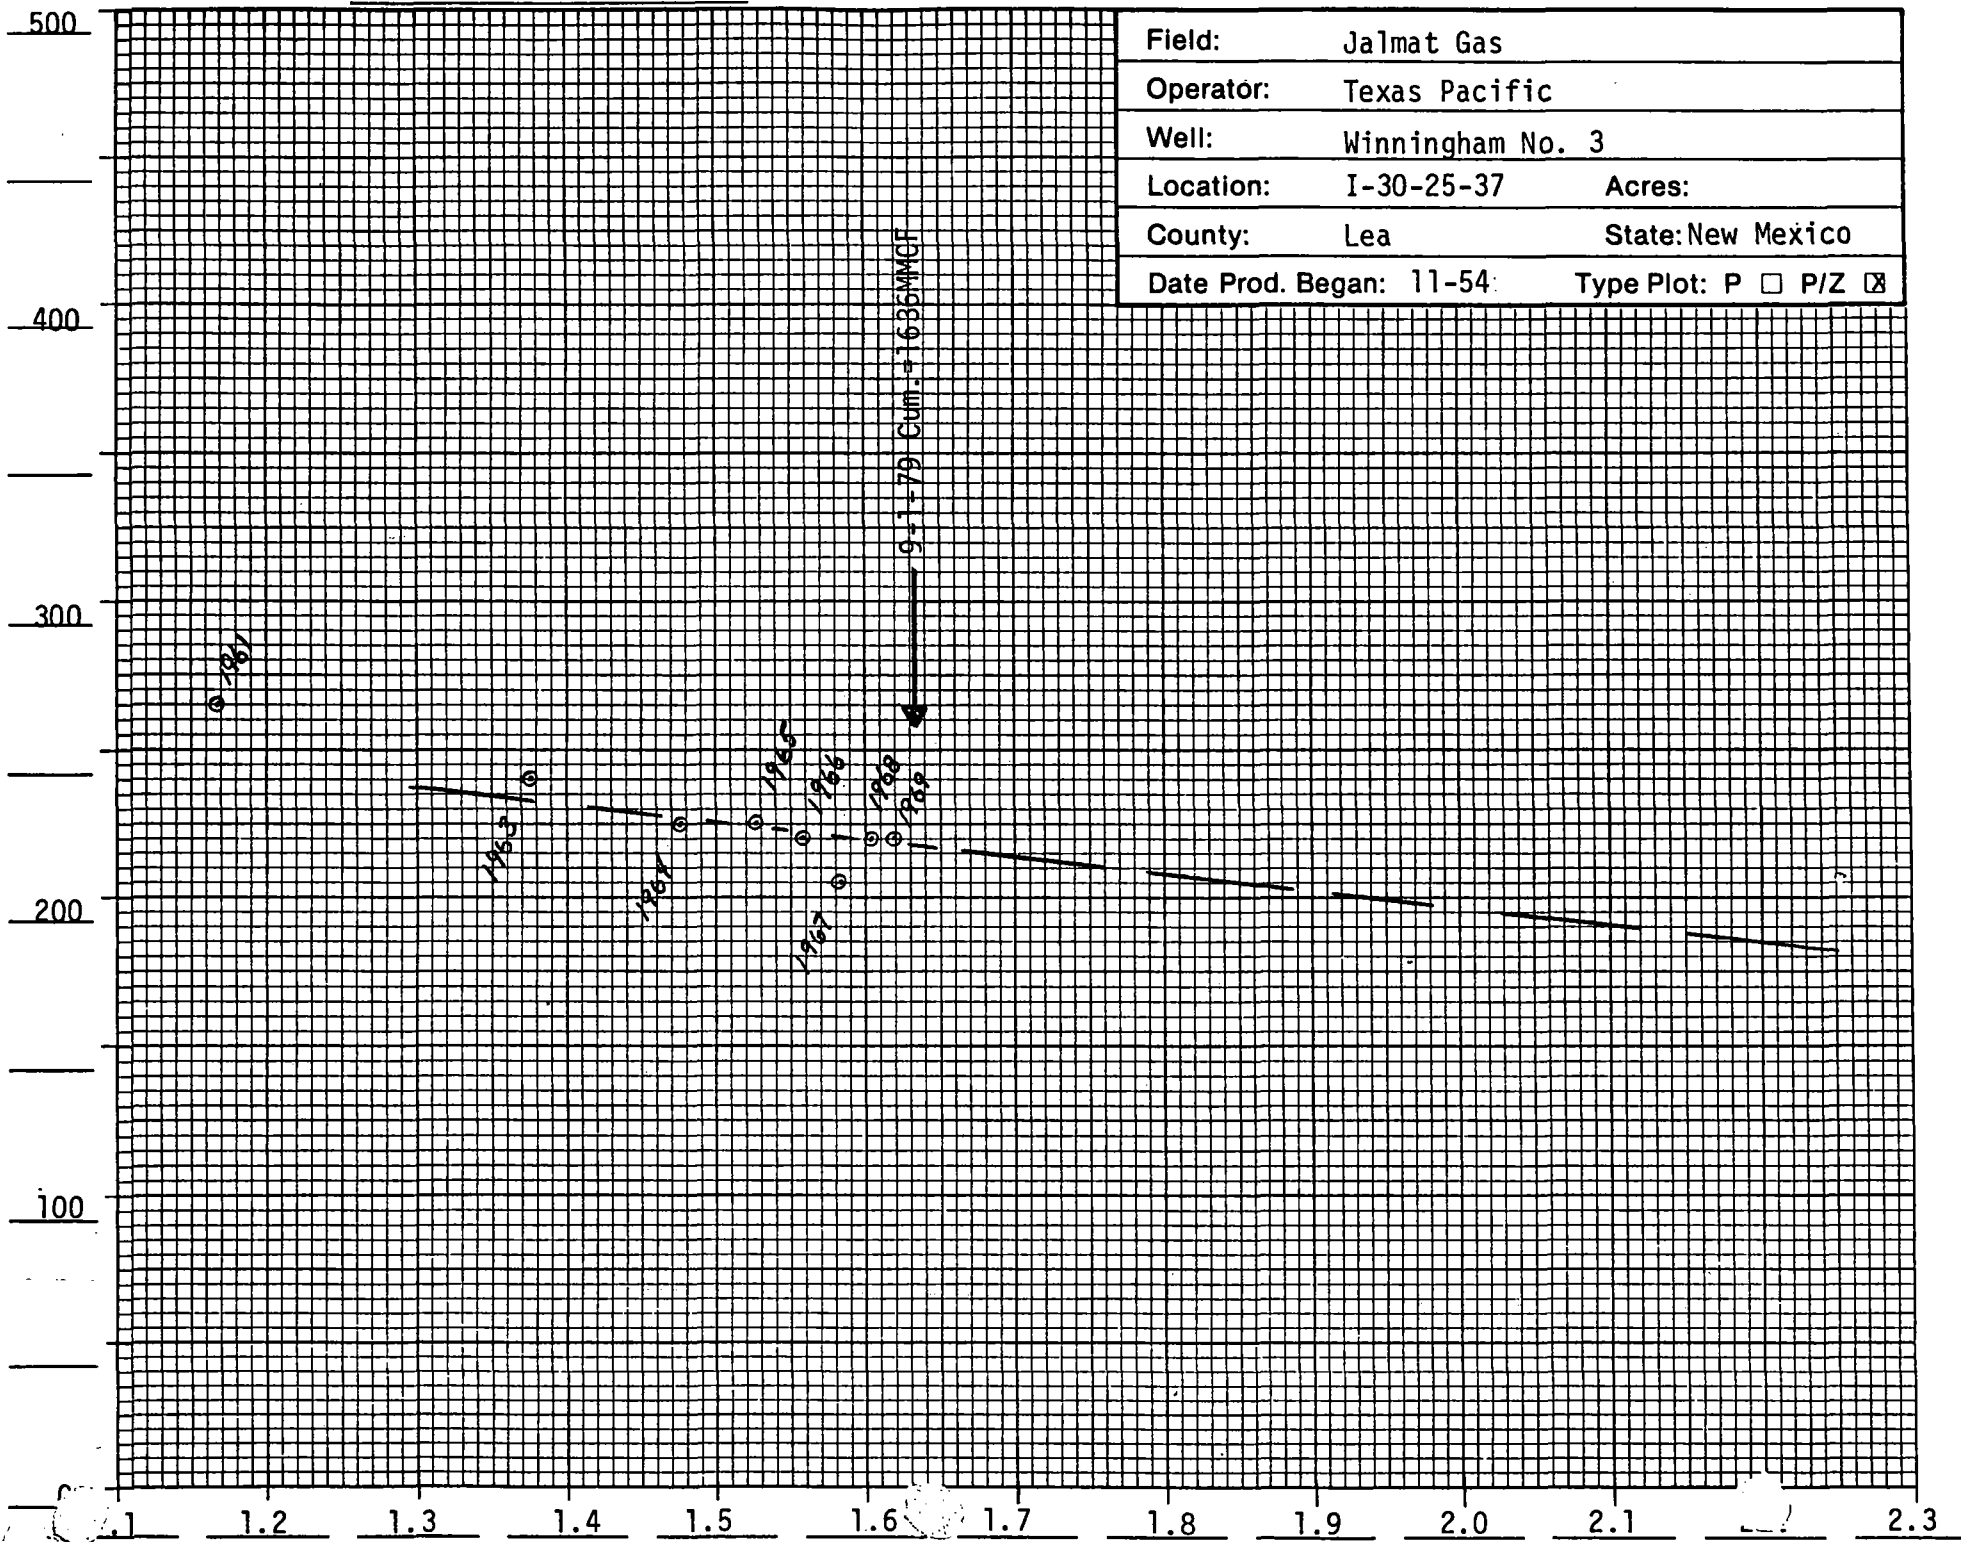 500
400
300
200
100
Field: Jalmat Gas
Operator: Texas Pacific
Well: Winningham No. 3
Location: I-30-25-37 Acres:
County: Lea State: New Mexico
Date Prod. Began: 11-54 Type Plot: P ☐ P/Z ☒
9-1-79 Cum.=1636MMCF
1961
1963
1964
1965
1966
1967
1968
1969
.1 1.2 1.3 1.4 1.5 1.6 1.7 1.8 1.9 2.0 2.1 2.3